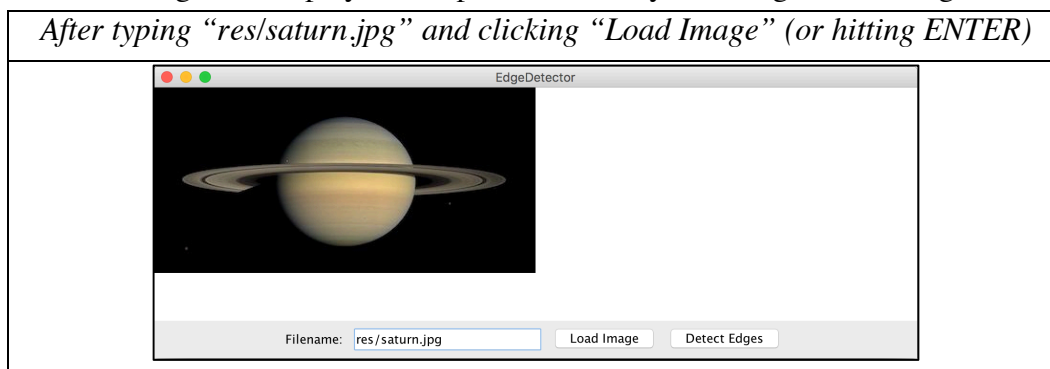 After typing “res/saturn.jpg” and clicking “Load Image” (or hitting ENTER)
EdgeDetector
Filename: res/saturn.jpg Load Image Detect Edges